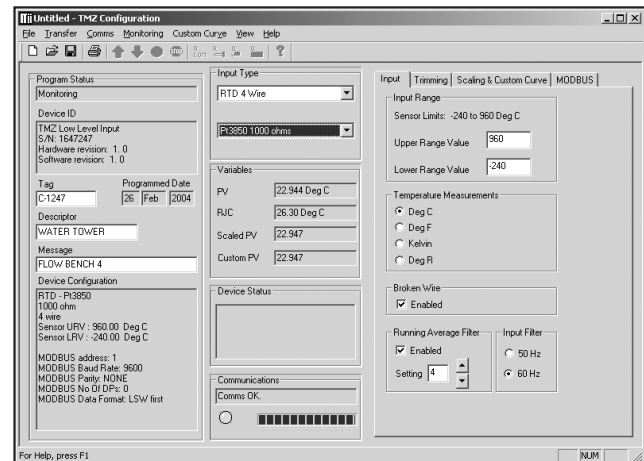 Untitled - TMZ Configuration
File Transfer Comms Monitoring Custom Curve View Help
Program Status
Monitoring
Device ID
TMZ Low Level Input
S/N: 1647247
Hardware revision: 1. 0
Software revision: 1. 0
Tag
Programmed Date
C-1247
26 Feb 2004
Descriptor
WATER TOWER
Message
FLOW BENCH 4
Device Configuration
RTD - Pt3850
1000 ohm
4 wire
Sensor URV : 960.00 Deg C
Sensor LRV : -240.00 Deg C
MODBUS address: 1
MODBUS Baud Rate: 9600
MODBUS Parity: NONE
MODBUS No Of DPs: 0
MODBUS Data Format: LSW first
Input Type
RTD 4 Wire
Pt3850 1000 ohms
Variables
PV 22.944 Deg C
RJC 26.30 Deg C
Scaled PV 22.947
Custom PV 22.947
Device Status
Communications
Comms OK.
Input Trimming Scaling & Custom Curve MODBUS
Input Range
Sensor Limits: -240 to 960 Deg C
Upper Range Value 960
Lower Range Value -240
Temperature Measurements
Deg C
Deg F
Kelvin
Deg R
Broken Wire
Enabled
Running Average Filter
Enabled
Setting 4
Input Filter
50 Hz
60 Hz
For Help, press F1
NUM